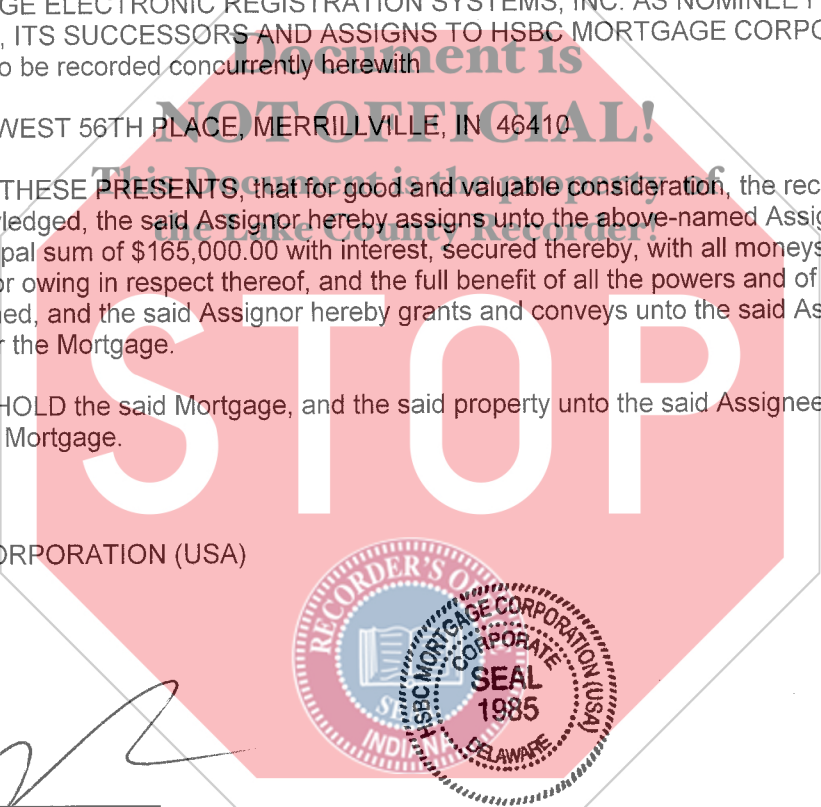 GE ELECTRONIC REGISTRATION SYSTEMS, INC. AS NOMINEE F
, ITS SUCCESSORS AND ASSIGNS TO HSBC MORTGAGE CORPO
o be recorded concurrently herewith
Document is
NOT OFFICIAL!
WEST 56TH PLACE, MERRILLVILLE, IN 46410
This Document is the property of
the Lake County Recorder!
THESE PRESENTS, that for good and valuable consideration, the rec
ledged, the said Assignor hereby assigns unto the above-named Assig
pal sum of $165,000.00 with interest, secured thereby, with all moneys
or owing in respect thereof, and the full benefit of all the powers and of
ed, and the said Assignor hereby grants and conveys unto the said As
r the Mortgage.
STOP
HOLD the said Mortgage, and the said property unto the said Assignee
Mortgage.
ORPORATION (USA)
RECORDER'S O
INDIANA
HSBC MORTGAGE CORPORATION (USA)
CORPORATE
SEAL
1985
DELAWARE